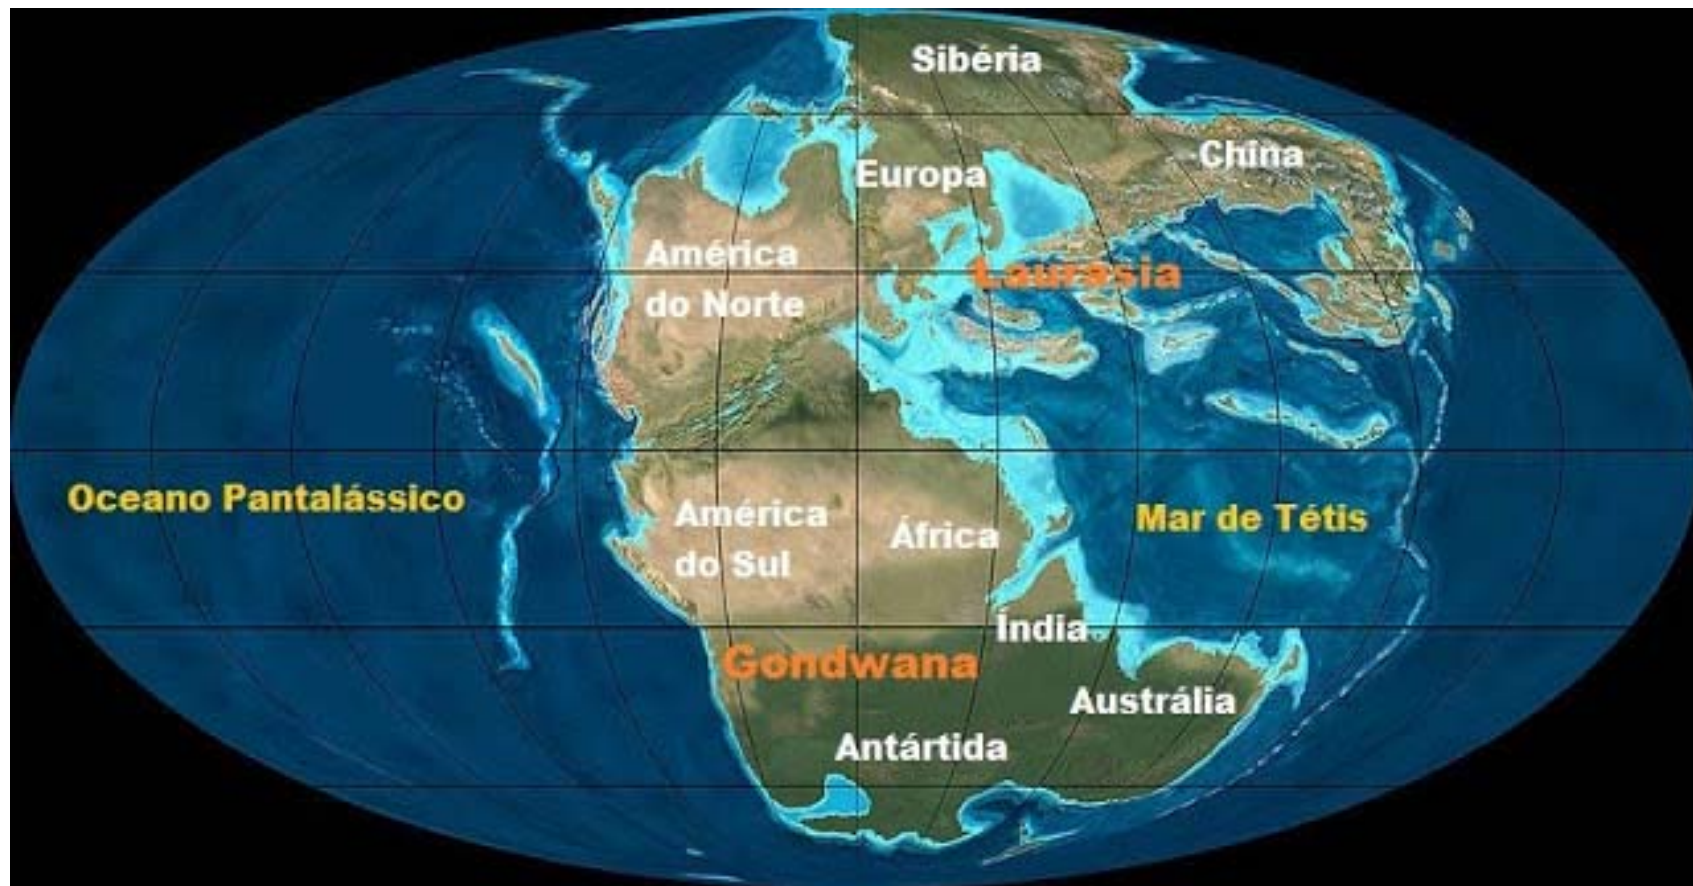 Sibéria
China
Europa
América
do Norte
Laurásia
Oceano Pantalássico
América
do Sul
África
Mar de Tétis
Índia
Gondwana
Austrália
Antártida